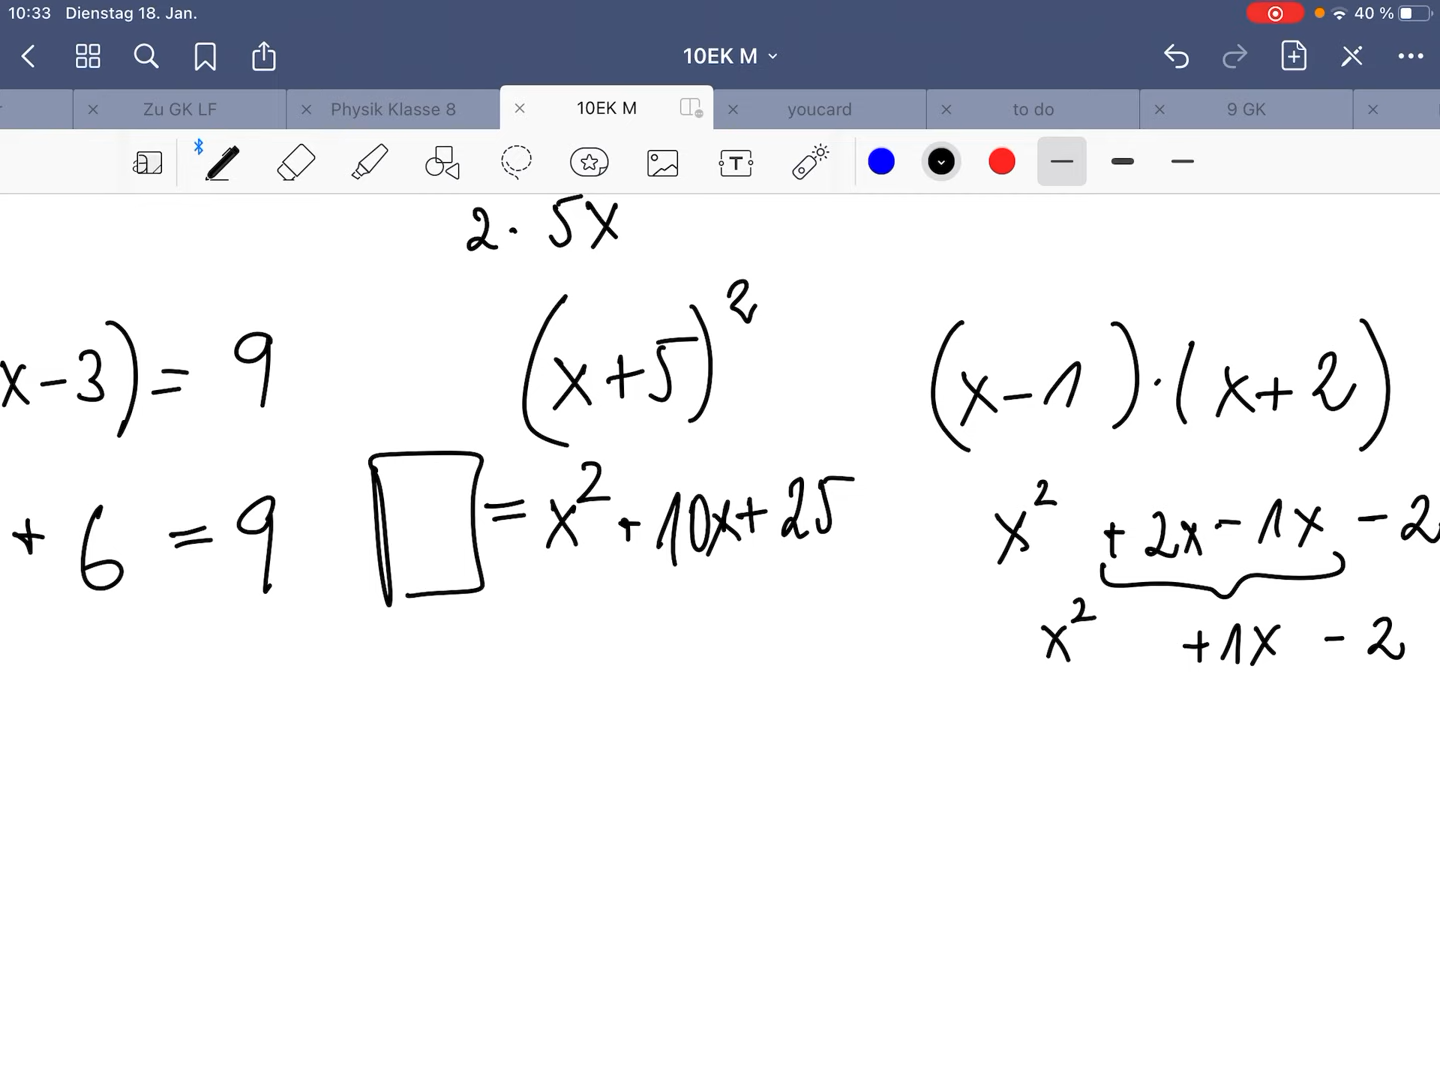 10:33 Dienstag 18. Jan. 40 %
10EK M
Zu GK LF Physik Klasse 8 10EK M youcard to do 9 GK
T
2 · 5x
x-3) = 9 (x+5)² (x-1)·(x+2)
+ 6 = 9 = x² + 10x + 25 x² + 2x - 1x - 2
x² + 1x - 2